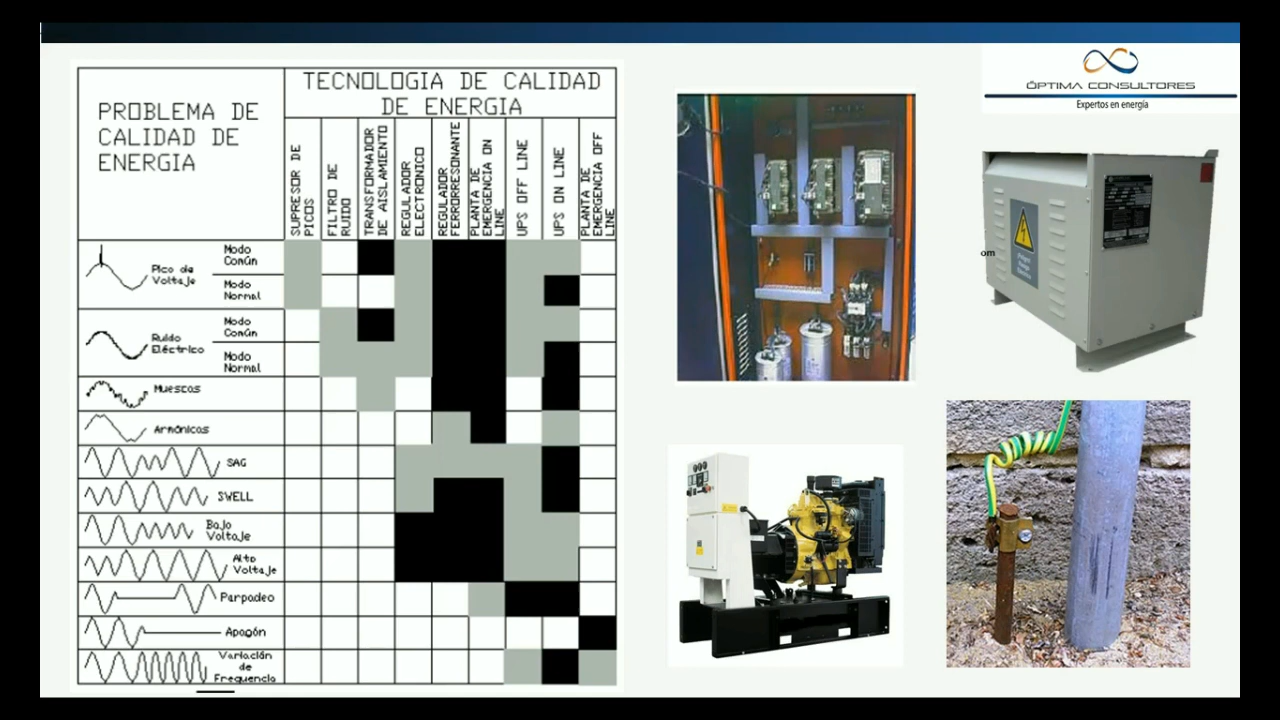 TECNOLOGIA DE CALIDAD
DE ENERGIA
PROBLEMA DE
CALIDAD DE
ENERGIA
SUPRESOR DE
PICOS
FILTRO DE
RUIDO
TRANSFORMADOR
DE AISLAMIENTO
REGULADOR
ELECTRONICO
REGULADOR
FERRORRESONANTE
PLANTA DE
EMERGENCIA ON
LINE
UPS OFF LINE
UPS ON LINE
PLANTA DE
EMERGENCIA OFF
LINE
Pico de
Voltaje
Modo
Común
Modo
Normal
Ruido
Eléctrico
Modo
Común
Modo
Normal
Muescas
Armónicos
SAG
SWELL
Bajo
Voltaje
Alto
Voltaje
Parpadeo
Apagón
Variación
de
Frequencia
ÓPTIMA CONSULTORES
Expertos en energía
om